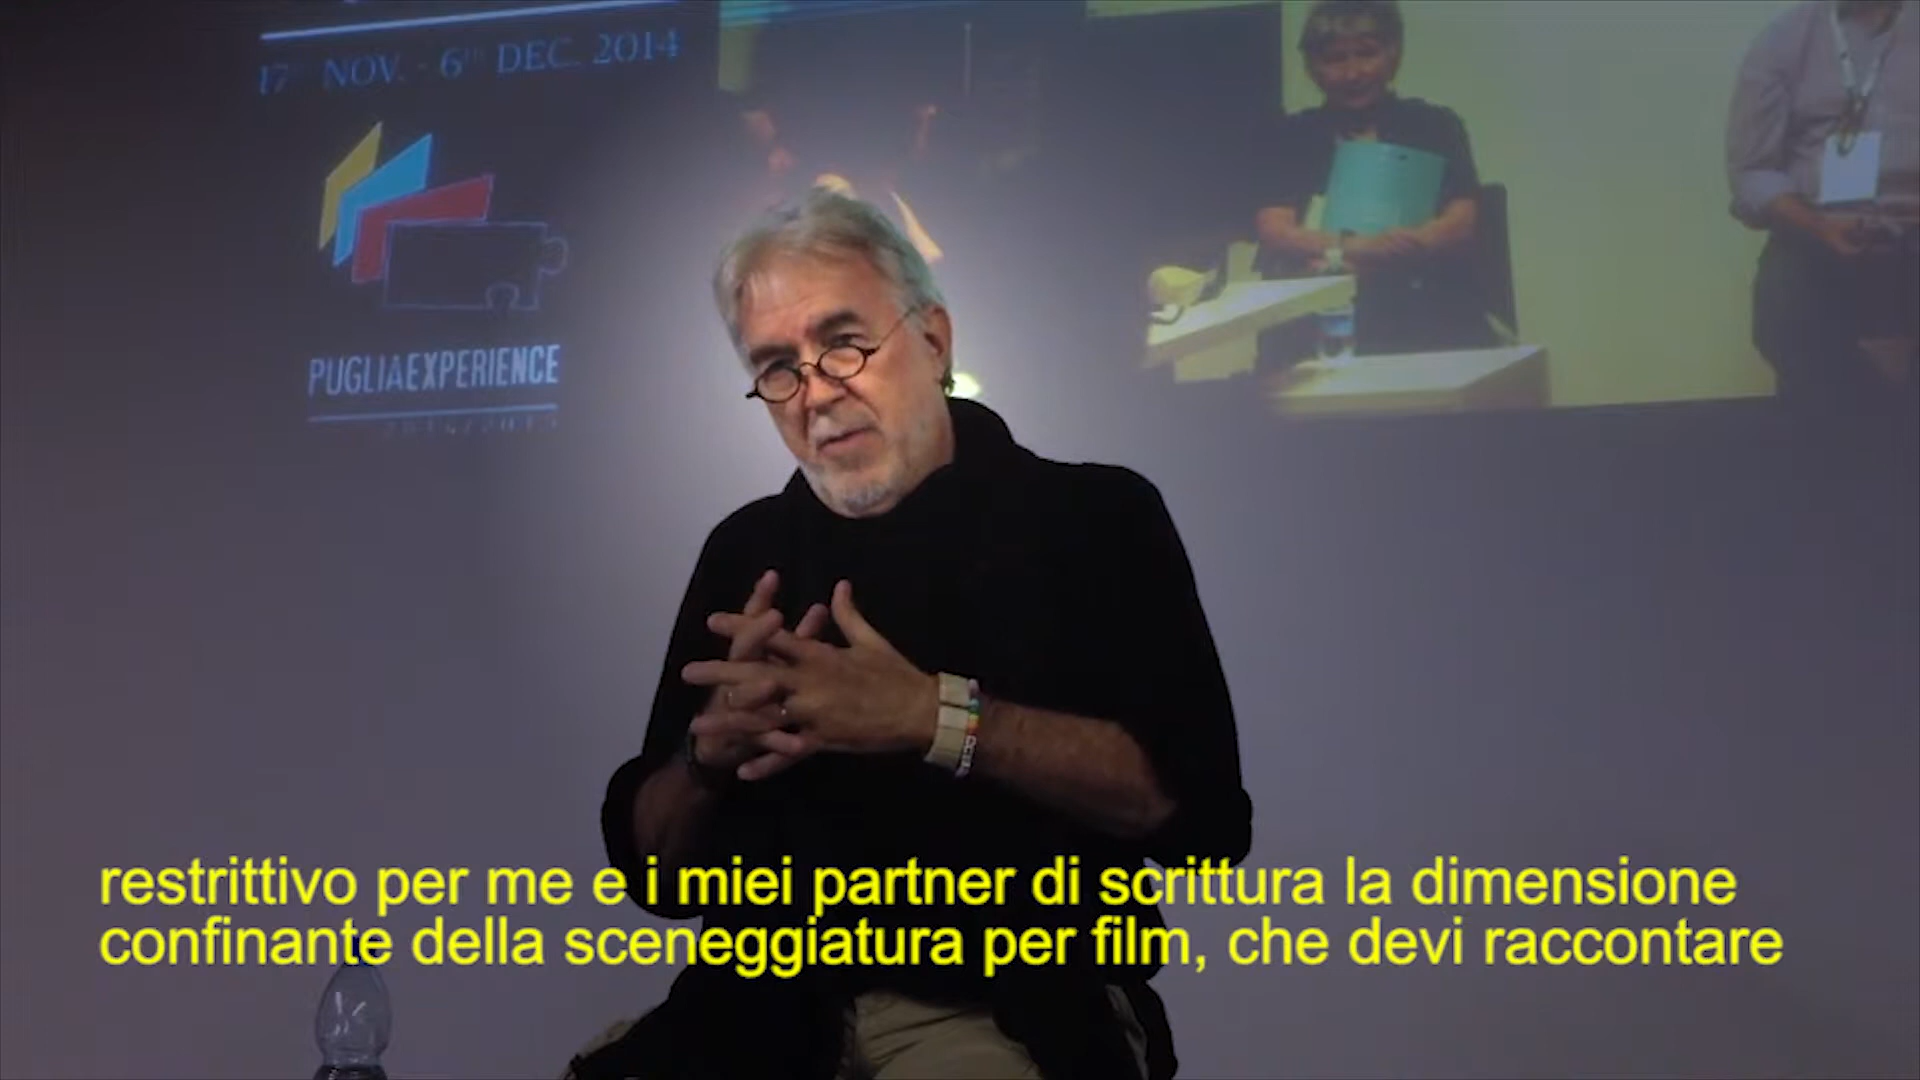 17TH NOV. - 6TH DEC. 2014
PUGLIAEXPERIENCE
restrittivo per me e i miei partner di scrittura la dimensione
confinante della sceneggiatura per film, che devi raccontare